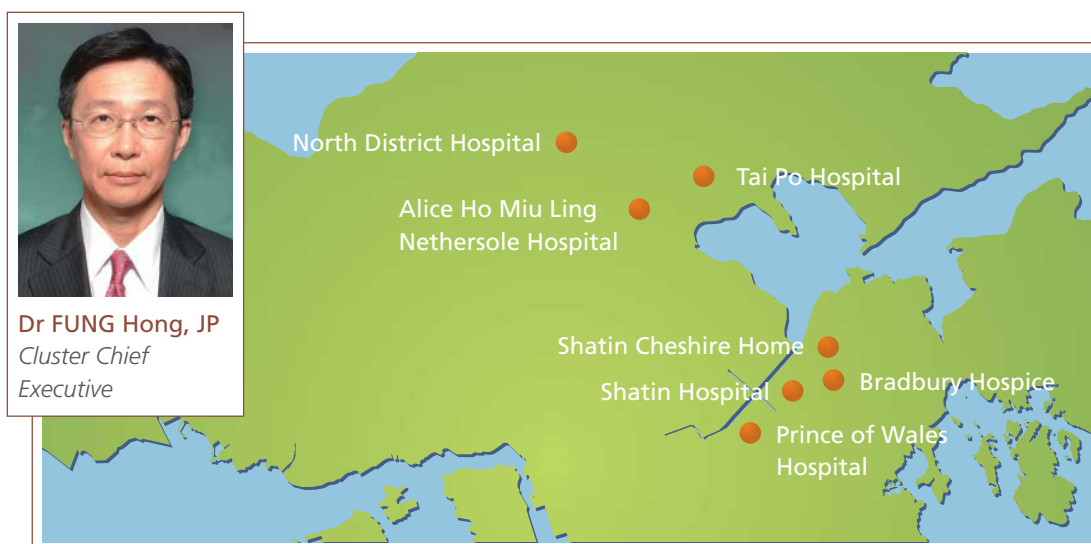 Dr FUNG Hong, JP
Cluster Chief
Executive
North District Hospital
Tai Po Hospital
Alice Ho Miu Ling
Nethersole Hospital
Shatin Cheshire Home
Bradbury Hospice
Shatin Hospital
Prince of Wales
Hospital